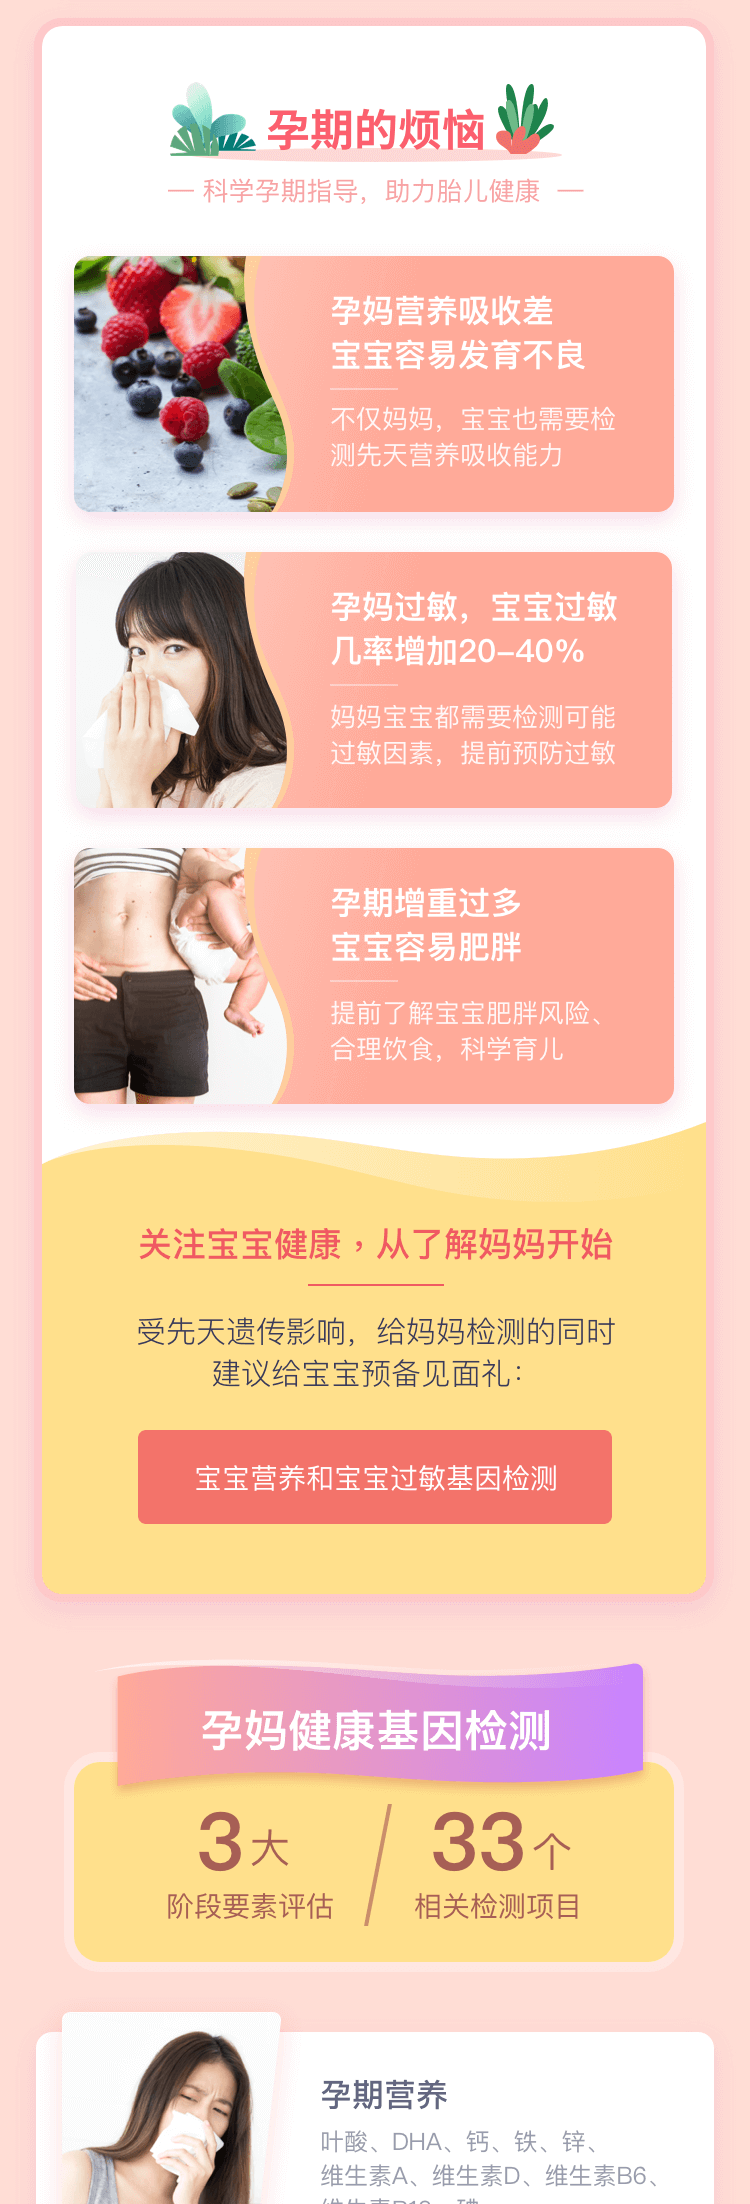 孕期的烦恼
— 科学孕期指导，助力胎儿健康 —
孕妈营养吸收差
宝宝容易发育不良
不仅妈妈，宝宝也需要检
测先天营养吸收能力
孕妈过敏，宝宝过敏
几率增加20-40%
妈妈宝宝都需要检测可能
过敏因素，提前预防过敏
孕期增重过多
宝宝容易肥胖
提前了解宝宝肥胖风险、
合理饮食，科学育儿
关注宝宝健康，从了解妈妈开始
受先天遗传影响，给妈妈检测的同时
建议给宝宝预备见面礼：
宝宝营养和宝宝过敏基因检测
孕妈健康基因检测
3大
阶段要素评估
33个
相关检测项目
孕期营养
叶酸、DHA、钙、铁、锌、
维生素A、维生素D、维生素B6、